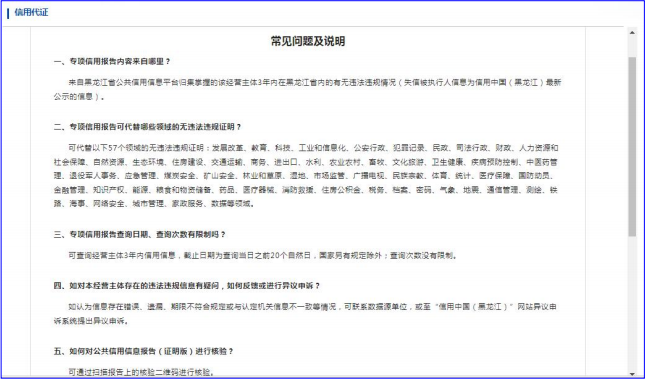 信用代证
常见问题及说明
一、专项信用报告内容来自哪里？
来自黑龙江省公共信用信息平台归集掌握的该经营主体3年内在黑龙江省内的有无违法违规情况（失信被执行人信息为信用中国（黑龙江）最新
公示的信息）。
二、专项信用报告可代替哪些领域的无违法违规证明？
可代替以下57个领域的无违法违规证明：发展改革、教育、科技、工业和信息化、公安行政、犯罪记录、民政、司法行政、财政、人力资源和
社会保障、自然资源、生态环境、住房建设、交通运输、商务、进出口、水利、农业农村、畜牧、文化旅游、卫生健康、疾病预防控制、中医药管
理、退役军人事务、应急管理、煤炭安全、矿山安全、林业和草原、湿地、市场监管、广播电视、民族宗教、体育、统计、医疗保障、国防动员、
金融管理、知识产权、能源、粮食和物资储备、药品、医疗器械、消防救援、住房公积金、税务、档案、密码、气象、地震、通信管理、测绘、铁
路、海事、网络安全、城市管理、家政服务、数据等领域。
三、专项信用报告查询日期、查询次数有限制吗？
可查询经营主体3年内信用信息，截止日期为查询当日之前20个自然日，国家另有规定除外；查询次数没有限制。
四、如对本经营主体存在的违法违规信息有疑问，如何反馈或进行异议申诉？
如认为信息存在错误、遗漏、期限不符合规定或与认定机关信息不一致等情况，可联系数据源单位，或至“信用中国（黑龙江）”网站异议申
诉系统提出异议申诉。
五、如何对公共信用信息报告（证明版）进行核验？
可通过扫描报告上的核验二维码进行核验。